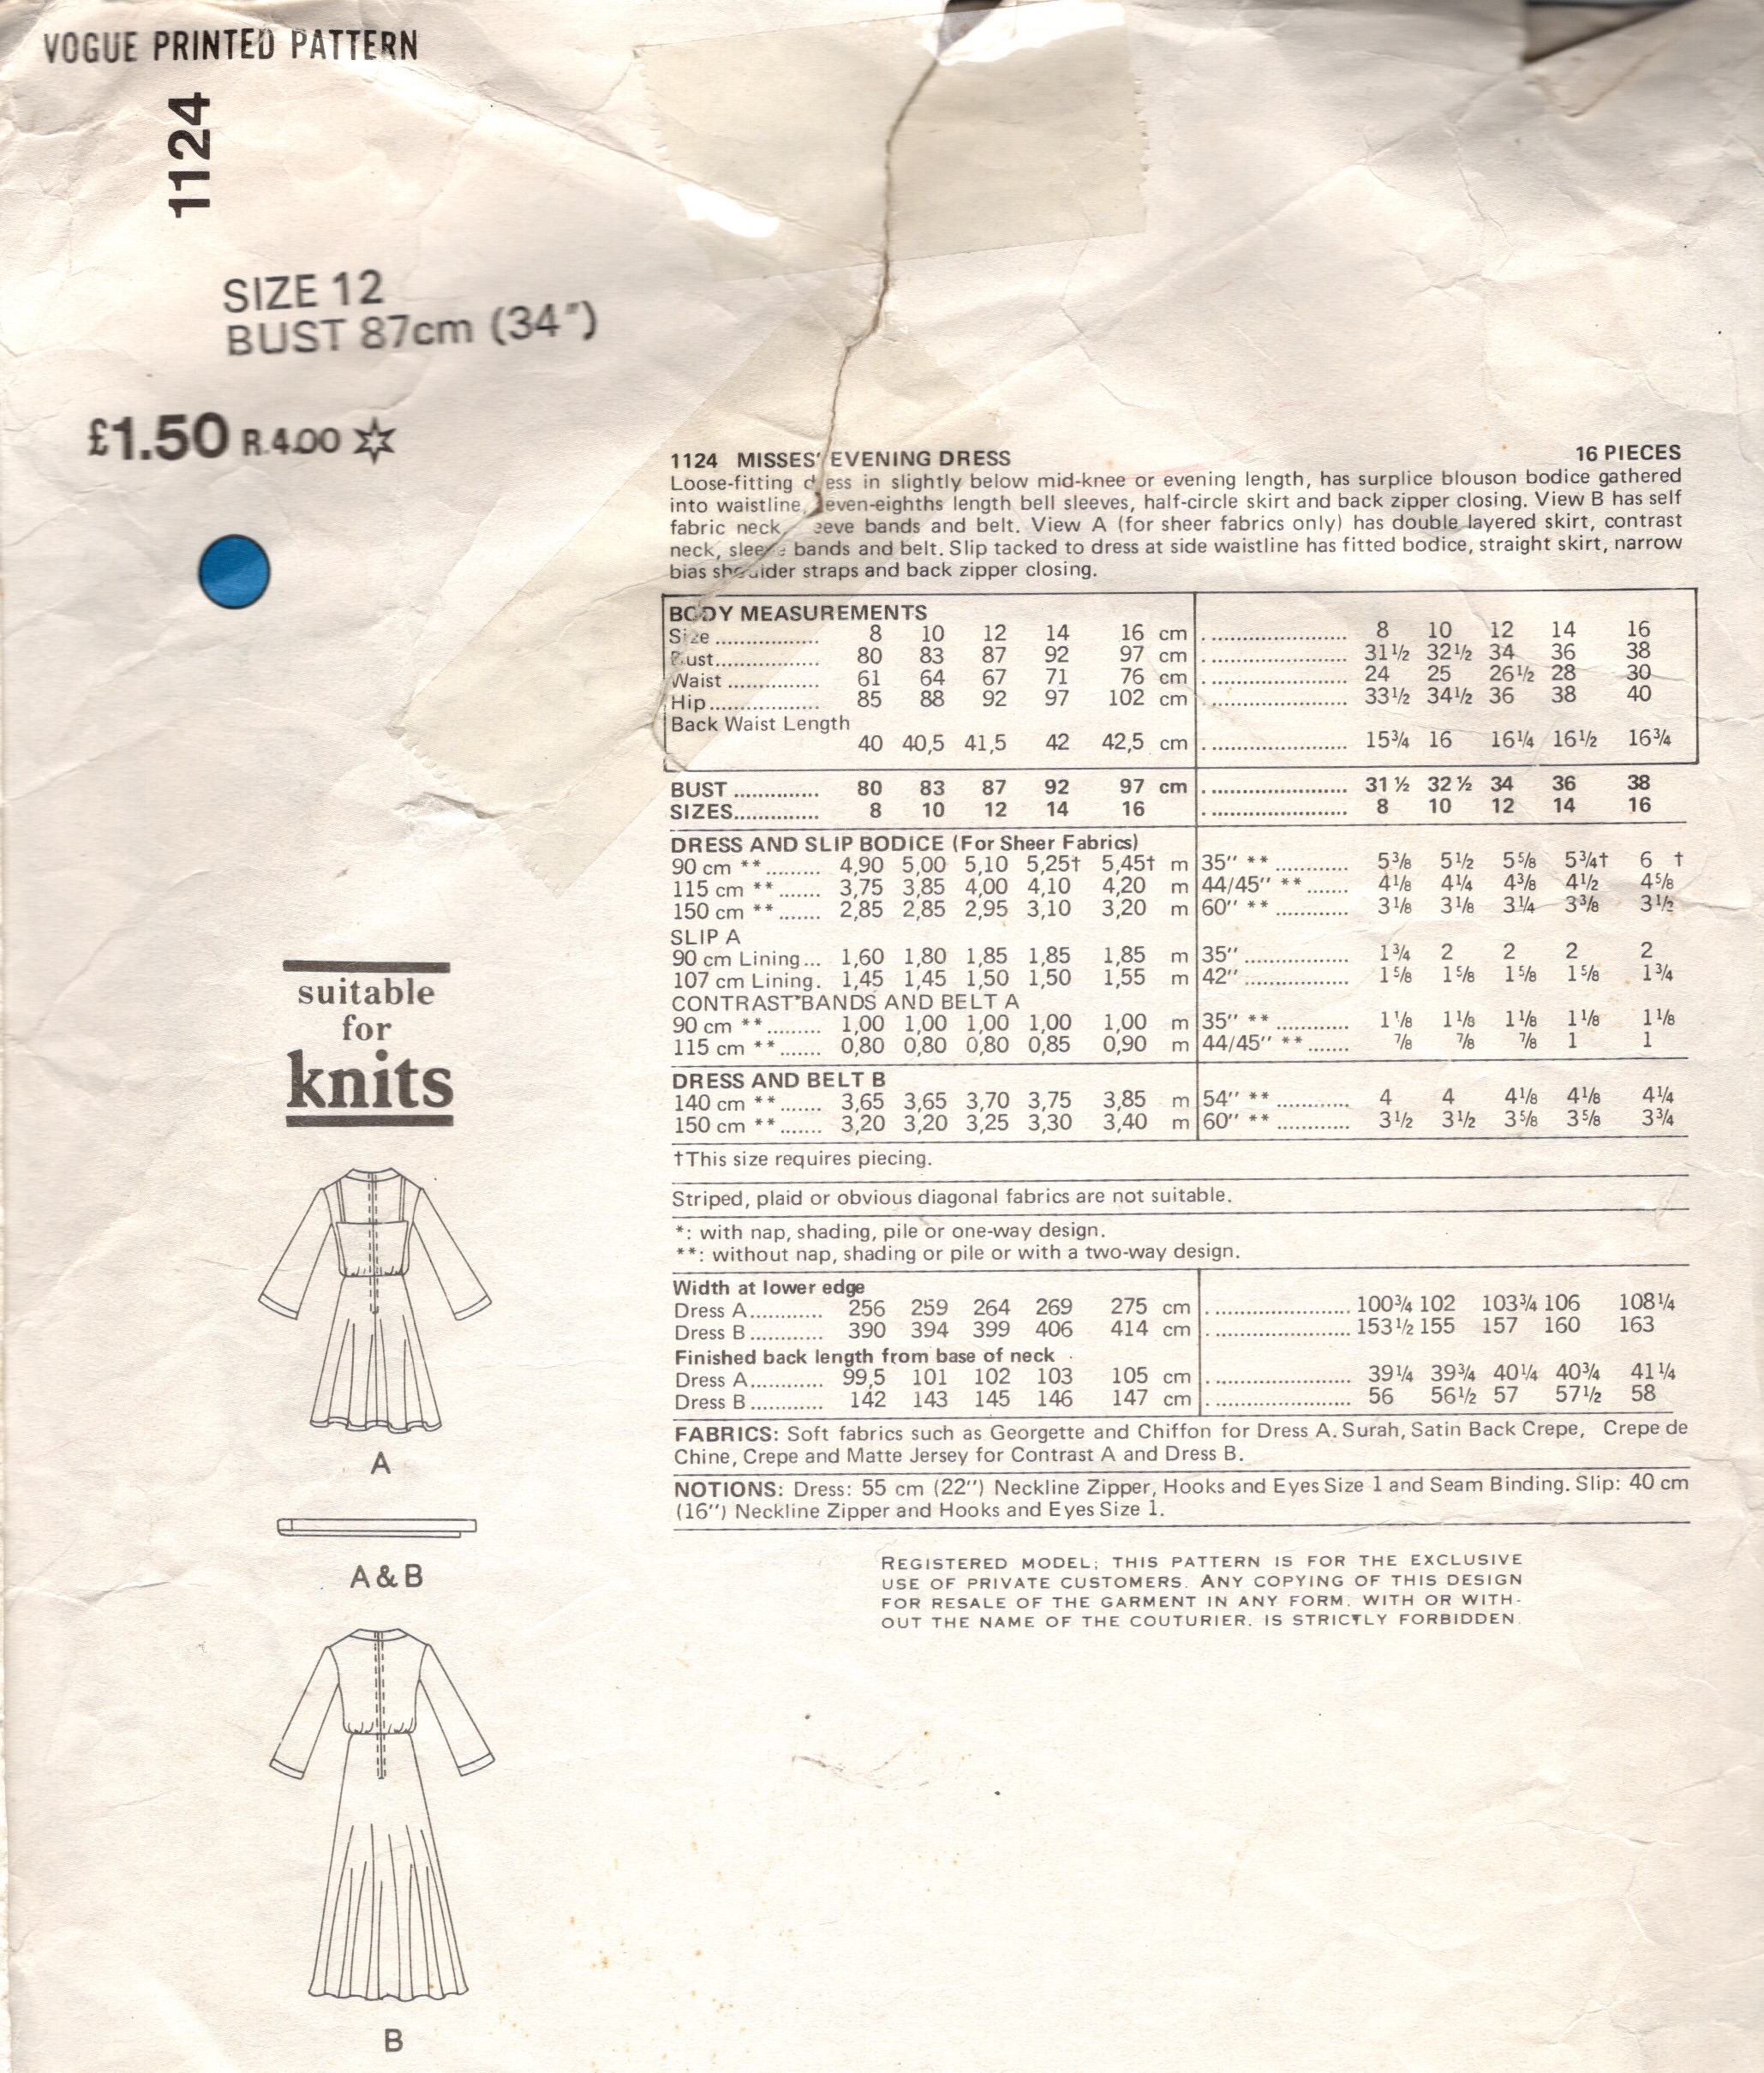 VOGUE PRINTED PATTERN
1124
SIZE 12
BUST 87cm (34")
£1.50 R.4.00
1124 MISSES' EVENING DRESS 16 PIECES
Loose-fitting d ess in slightly below mid-knee or evening length, has surplice blouson bodice gathered
into waistline, even-eighths length bell sleeves, half-circle skirt and back zipper closing. View B has self
fabric neck, eeve bands and belt. View A (for sheer fabrics only) has double layered skirt, contrast
neck, sleeve bands and belt. Slip tacked to dress at side waistline has fitted bodice, straight skirt, narrow
bias shoulder straps and back zipper closing.
BODY MEASUREMENTS
Size ................. 8 10 12 14 16 cm ....................... 8 10 12 14 16
Bust................. 80 83 87 92 97 cm ....................... 31½ 32½ 34 36 38
Waist ............... 61 64 67 71 76 cm ....................... 24 25 26½ 28 30
Hip.................. 85 88 92 97 102 cm ....................... 33½ 34½ 36 38 40
Back Waist Length
40 40,5 41,5 42 42,5 cm ....................... 15¾ 16 16¼ 16½ 16¾
BUST .............. 80 83 87 92 97 cm ....................... 31 ½ 32 ½ 34 36 38
SIZES.............. 8 10 12 14 16 ....................... 8 10 12 14 16
DRESS AND SLIP BODICE (For Sheer Fabrics)
90 cm ** ......... 4,90 5,00 5,10 5,25† 5,45† m 35" ** ............ 5⅜ 5½ 5⅝ 5¾† 6 †
115 cm ** ....... 3,75 3,85 4,00 4,10 4,20 m 44/45" ** ....... 4⅛ 4¼ 4⅜ 4½ 4⅝
150 cm ** ....... 2,85 2,85 2,95 3,10 3,20 m 60" ** ............ 3⅛ 3⅛ 3¼ 3⅜ 3½
SLIP A
90 cm Lining... 1,60 1,80 1,85 1,85 1,85 m 35" ................. 1¾ 2 2 2 2
107 cm Lining. 1,45 1,45 1,50 1,50 1,55 m 42" ................. 1⅝ 1⅝ 1⅝ 1⅝ 1¾
CONTRAST BANDS AND BELT A
90 cm ** ......... 1,00 1,00 1,00 1,00 1,00 m 35" ** ............ 1⅛ 1⅛ 1⅛ 1⅛ 1⅛
115 cm ** ....... 0,80 0,80 0,80 0,85 0,90 m 44/45" ** ....... ⅞ ⅞ ⅞ 1 1
DRESS AND BELT B
140 cm ** ....... 3,65 3,65 3,70 3,75 3,85 m 54" ** ............ 4 4 4⅛ 4⅛ 4¼
150 cm ** ....... 3,20 3,20 3,25 3,30 3,40 m 60" ** ............ 3½ 3½ 3⅝ 3⅝ 3¾
†This size requires piecing.
Striped, plaid or obvious diagonal fabrics are not suitable.
*: with nap, shading, pile or one-way design.
**: without nap, shading or pile or with a two-way design.
Width at lower edge
Dress A............ 256 259 264 269 275 cm ....................... 100¾ 102 103¾ 106 108¼
Dress B ............ 390 394 399 406 414 cm ....................... 153½ 155 157 160 163
Finished back length from base of neck
Dress A............ 99,5 101 102 103 105 cm ....................... 39¼ 39¾ 40¼ 40¾ 41¼
Dress B ............ 142 143 145 146 147 cm ....................... 56 56½ 57 57½ 58
FABRICS: Soft fabrics such as Georgette and Chiffon for Dress A. Surah, Satin Back Crepe, Crepe de
Chine, Crepe and Matte Jersey for Contrast A and Dress B.
NOTIONS: Dress: 55 cm (22") Neckline Zipper, Hooks and Eyes Size 1 and Seam Binding. Slip: 40 cm
(16") Neckline Zipper and Hooks and Eyes Size 1.
REGISTERED MODEL; THIS PATTERN IS FOR THE EXCLUSIVE
USE OF PRIVATE CUSTOMERS. ANY COPYING OF THIS DESIGN
FOR RESALE OF THE GARMENT IN ANY FORM. WITH OR WITH-
OUT THE NAME OF THE COUTURIER. IS STRICTLY FORBIDDEN.
suitable
for
knits
A
A & B
B